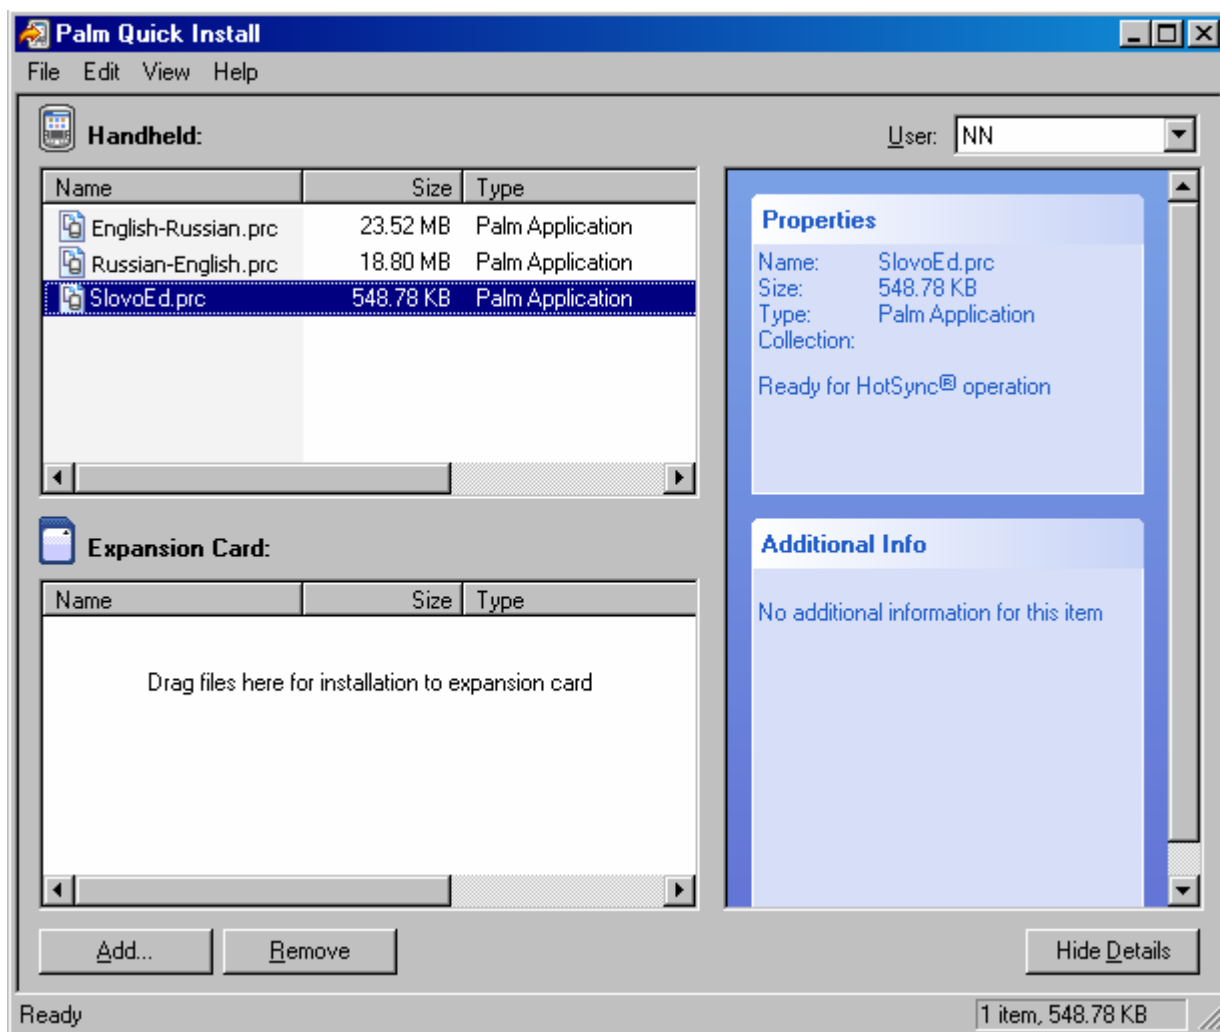 Palm Quick Install
File Edit View Help
Handheld:
User: NN
Name Size Type
English-Russian.prc 23.52 MB Palm Application
Russian-English.prc 18.80 MB Palm Application
SlovoEd.prc 548.78 KB Palm Application
Properties
Name: SlovoEd.prc
Size: 548.78 KB
Type: Palm Application
Collection:
Ready for HotSync® operation
Expansion Card:
Name Size Type
Drag files here for installation to expansion card
Additional Info
No additional information for this item
Add... Remove Hide Details
Ready 1 item, 548.78 KB